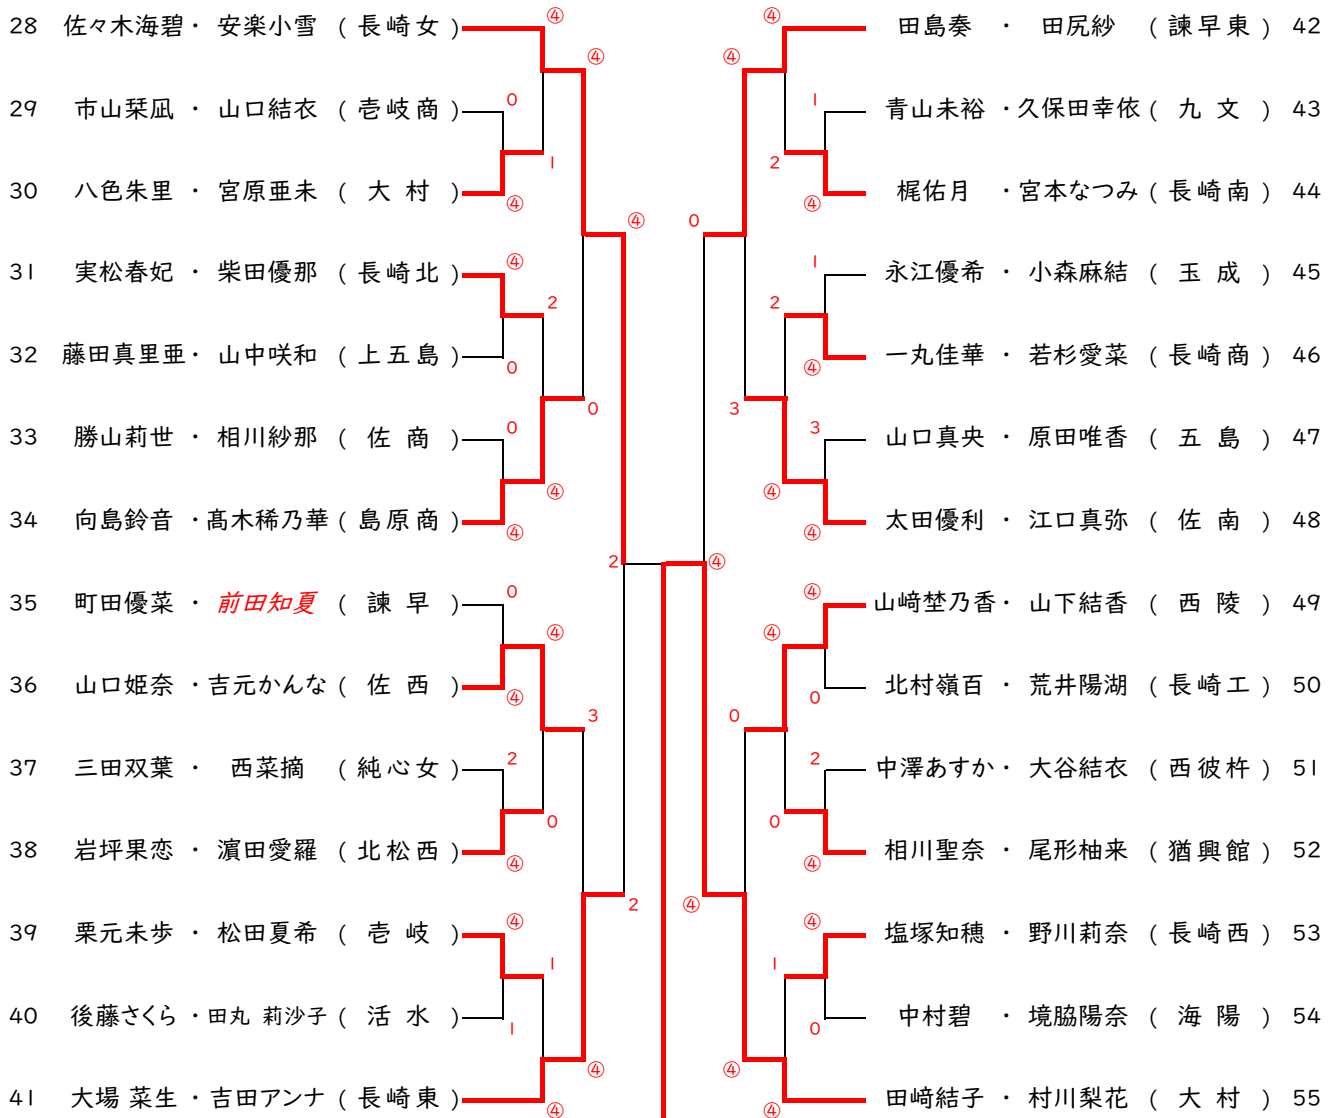 28 佐々木海碧・ 安楽小雪 ( 長崎女 )
④
④
29 市山栞凪 ・ 山口結衣 ( 壱岐商 )
0
1
30 八色朱里 ・ 宮原亜未 ( 大 村 )
④
④
31 実松春妃 ・ 柴田優那 ( 長崎北 )
④
2
32 藤田真里亜・ 山中咲和 ( 上五島 )
0
0
33 勝山莉世 ・ 相川紗那 ( 佐 商 )
0
④
34 向島鈴音 ・髙木稀乃華 ( 島原商 )
④
2
35 町田優菜 ・ 前田知夏 ( 諫 早 )
0
④
36 山口姫奈 ・吉元かんな ( 佐 西 )
④
3
37 三田双葉 ・ 西菜摘 ( 純心女 )
2
0
38 岩坪果恋 ・ 濵田愛羅 ( 北松西 )
④
2
39 栗元未歩 ・ 松田夏希 ( 壱 岐 )
④
1
40 後藤さくら ・田丸 莉沙子 ( 活 水 )
1
④
41 大場 菜生 ・吉田アンナ ( 長崎東 )
④
④
④
田島奏 ・ 田尻紗 ( 諫早東 ) 42
1
青山未裕 ・久保田幸依 ( 九 文 ) 43
2
④
梶佑月 ・宮本なつみ ( 長崎南 ) 44
0
1
永江優希 ・ 小森麻結 ( 玉 成 ) 45
2
④
一丸佳華 ・ 若杉愛菜 ( 長崎商 ) 46
3
3
山口真央 ・ 原田唯香 ( 五 島 ) 47
④
④
太田優利 ・ 江口真弥 ( 佐 南 ) 48
④
④
山﨑埜乃香・ 山下結香 ( 西 陵 ) 49
④
0
北村嶺百 ・ 荒井陽湖 ( 長崎工 ) 50
0
2
中澤あすか・ 大谷結衣 ( 西彼杵 ) 51
0
④
相川聖奈 ・ 尾形柚来 ( 猶興館 ) 52
④
④
塩塚知穂 ・ 野川莉奈 ( 長崎西 ) 53
1
0
中村碧 ・ 境脇陽奈 ( 海 陽 ) 54
④
④
田﨑結子 ・ 村川梨花 ( 大 村 ) 55